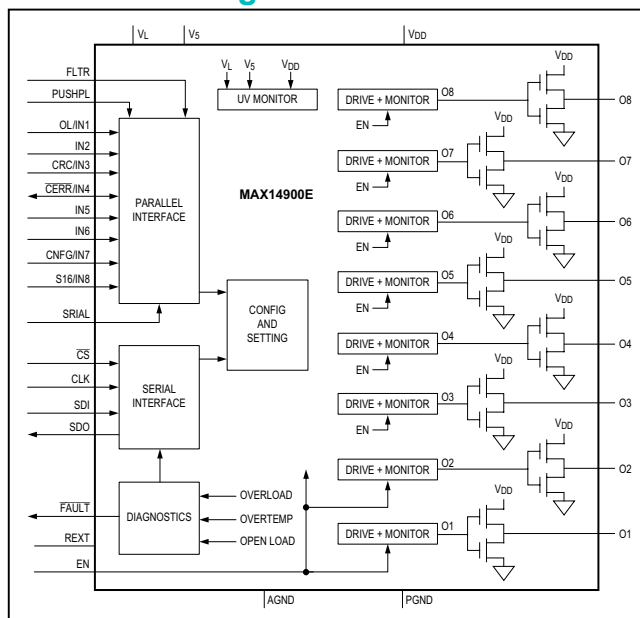 VL V5 VDD
FLTR
PUSHPL
OL/IN1
IN2
CRC/IN3
CERR/IN4
IN5
IN6
CNFG/IN7
S16/IN8
SRIAL
CS
CLK
SDI
SDO
FAULT
REXT
EN
PARALLEL
INTERFACE
SERIAL
INTERFACE
DIAGNOSTICS
VL V5 VDD
UV MONITOR
MAX14900E
CONFIG
AND
SETTING
OVERLOAD
OVERTEMP
OPEN LOAD
DRIVE + MONITOR O8 VDD O8
EN
DRIVE + MONITOR O7 VDD O7
EN
DRIVE + MONITOR O6 VDD O6
EN
DRIVE + MONITOR O5 VDD O5
EN
DRIVE + MONITOR O4 VDD O4
EN
DRIVE + MONITOR O3 VDD O3
EN
DRIVE + MONITOR O2 VDD O2
DRIVE + MONITOR O1 VDD O1
AGND PGND